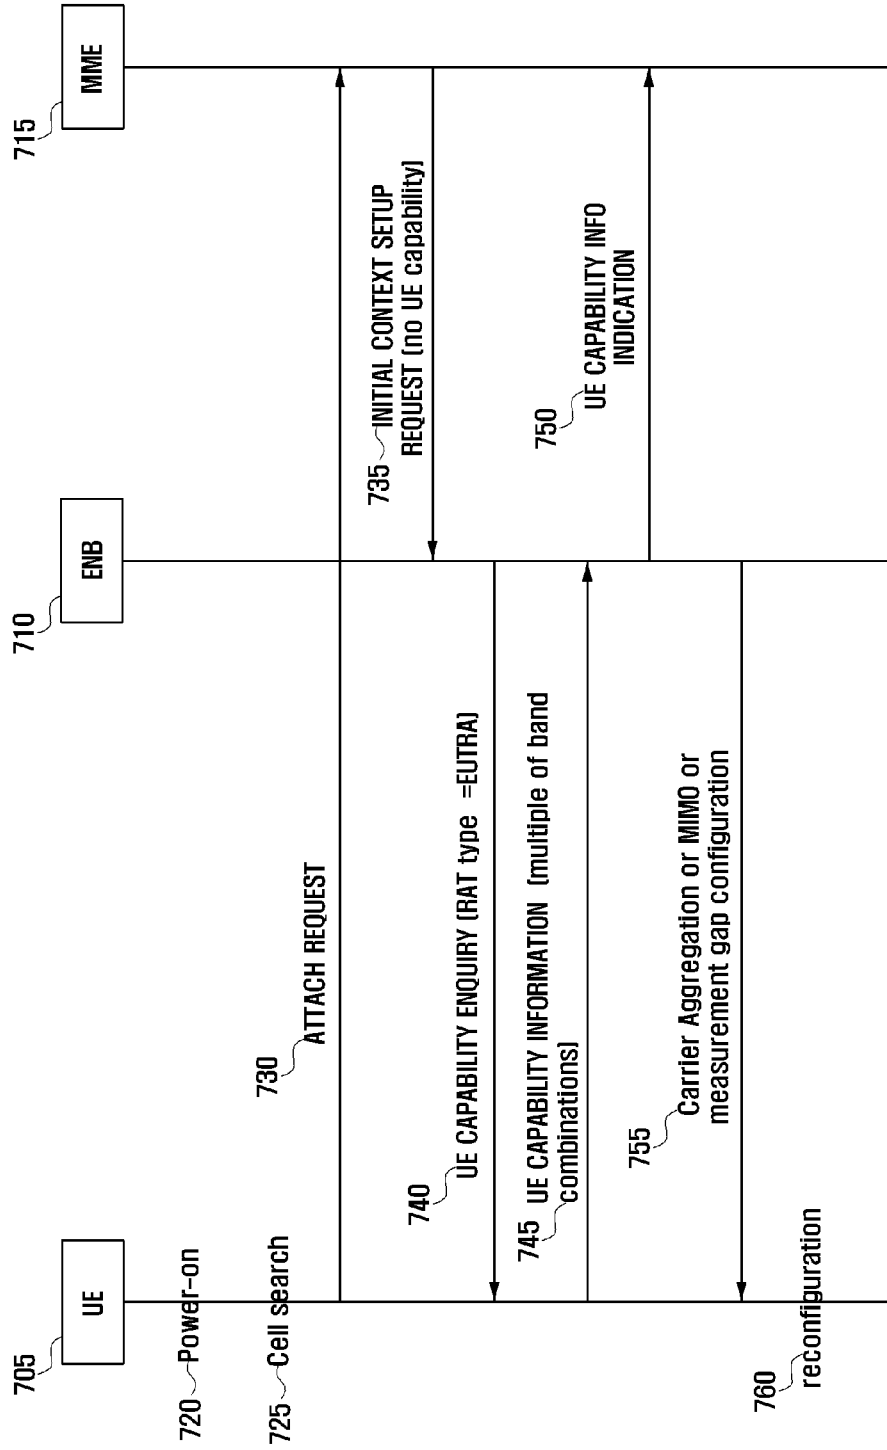 705
UE
710
ENB
715
MME
720
Power-on
725
Cell search
730
ATTACH REQUEST
735
INITIAL CONTEXT SETUP
REQUEST (no UE capability)
740
UE CAPABILITY ENQUIRY (RAT type =EUTRA)
745
UE CAPABILITY INFORMATION (multiple of band
combinations)
750
UE CAPABILITY INFO
INDICATION
755
Carrier Aggregation or MIMO or
measurement gap configuration
760
reconfiguration